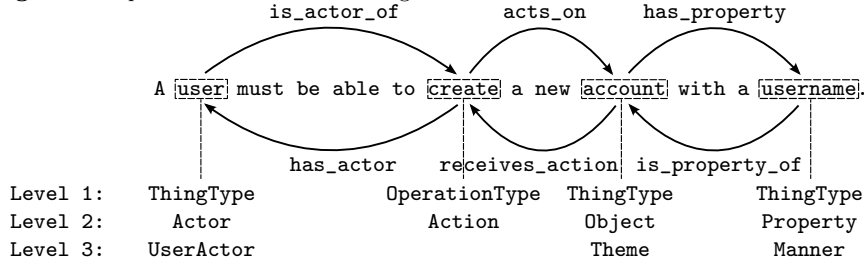 is_actor_of acts_on has_property
A user must be able to create a new account with a username.
has_actor receives_action is_property_of
Level 1: ThingType OperationType ThingType ThingType
Level 2: Actor Action Object Property
Level 3: UserActor Theme Manner